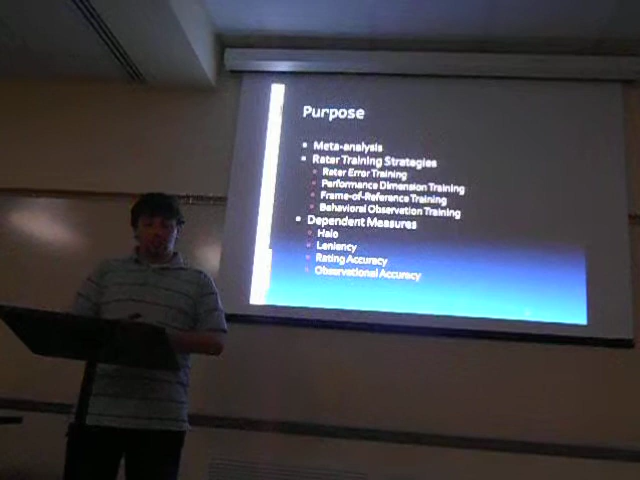 Purpose
Meta-analysis
Rater Training Strategies
Rater Error Training
Performance Dimension Training
Frame-of-Reference Training
Behavioral Observation Training
Dependent Measures
Halo
Leniency
Rating Accuracy
Observational Accuracy